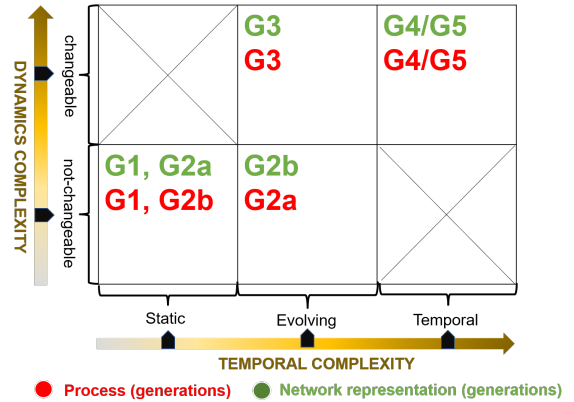 DYNAMICS COMPLEXITY
changeable
not-changeable
G3
G3
G4/G5
G4/G5
G1, G2a
G1, G2b
G2b
G2a
Static
Evolving
Temporal
TEMPORAL COMPLEXITY
Process (generations)
Network representation (generations)